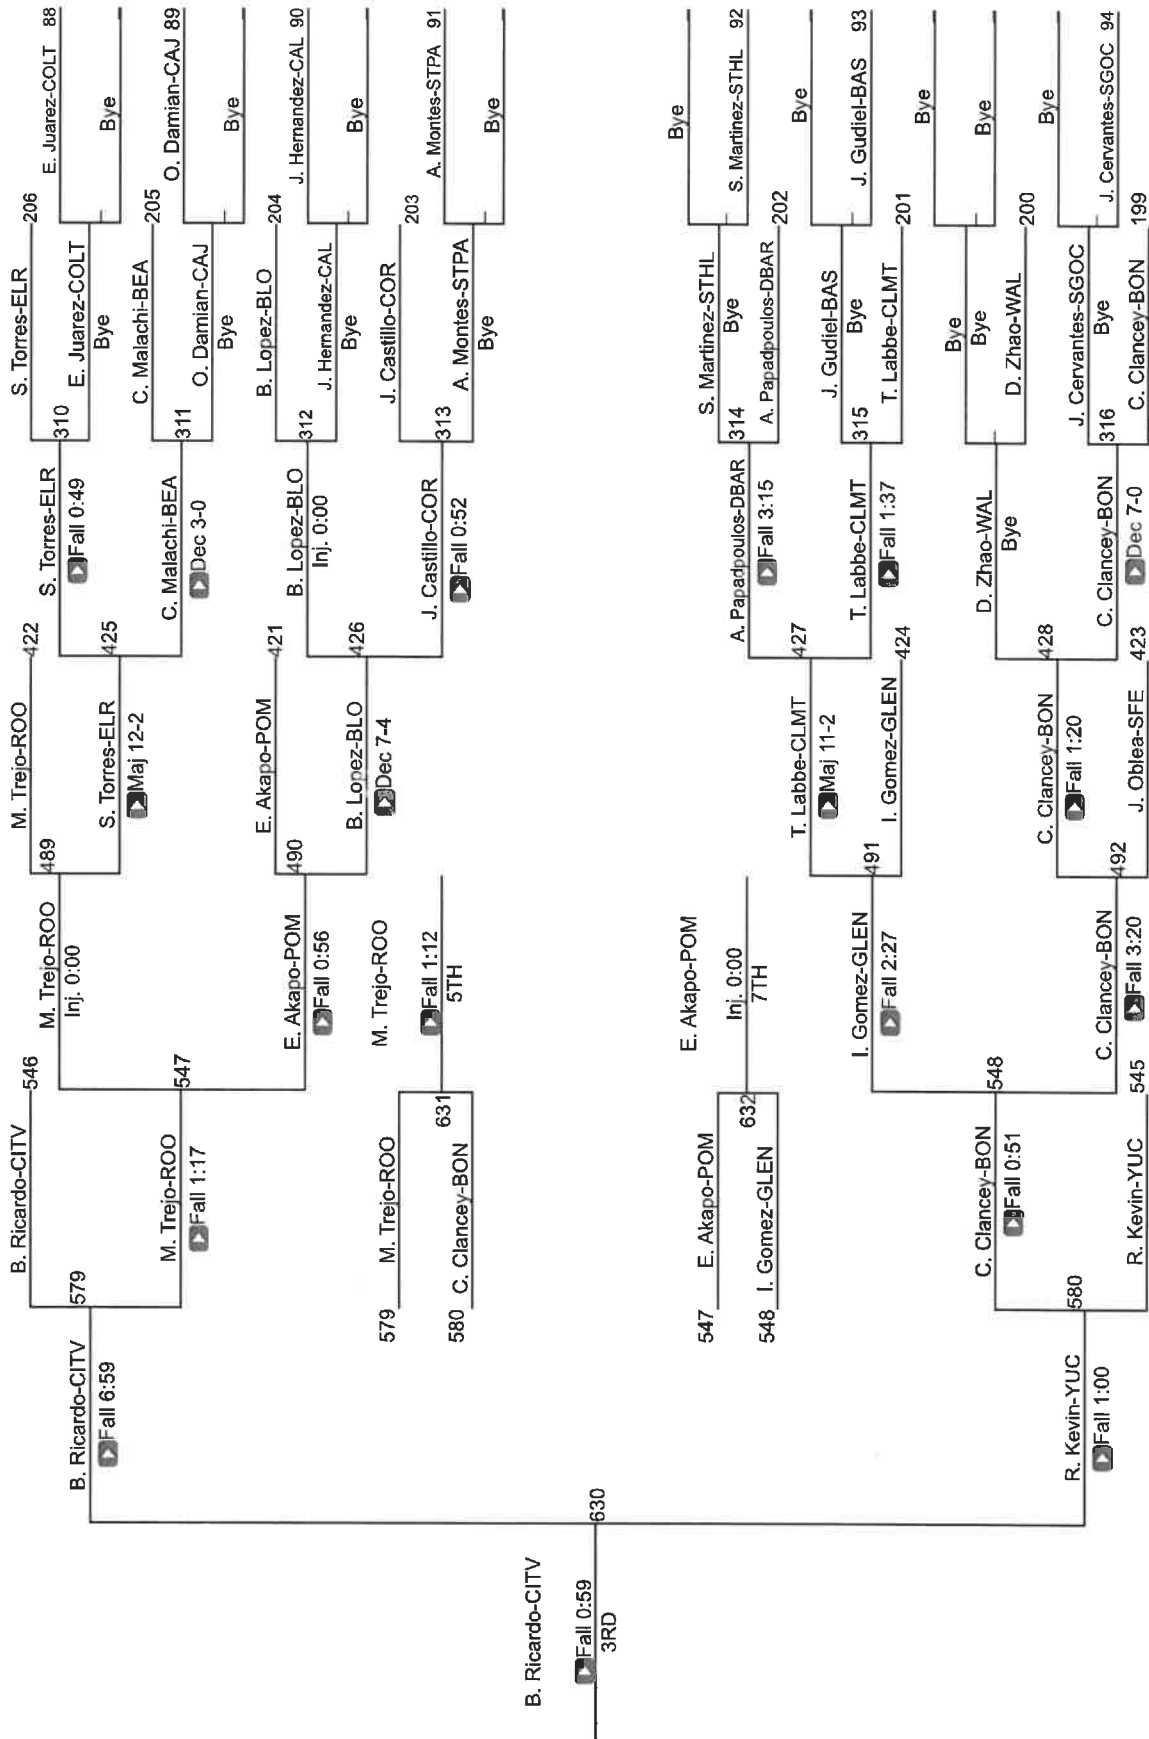 E. Juarez-COLT 88
Bye
O. Damian-CAJ 89
Bye
J. Hernandez-CAL 90
Bye
A. Montes-STPA 91
Bye
Bye
S. Martinez-STHL 92
Bye
J. Gudiel-BAS 93
Bye
Bye
Bye
J. Cervantes-SGOC 94
S. Torres-ELR 206
E. Juarez-COLT
Bye
C. Malachi-BEA 205
O. Damian-CAJ
Bye
B. Lopez-BLO 204
J. Hernandez-CAL
Bye
J. Castillo-COR 203
A. Montes-STPA
Bye
S. Martinez-STHL
Bye
A. Papadpoulos-DBAR 202
J. Gudiel-BAS
Bye
T. Labbe-CLMT 201
Bye
Bye
D. Zhao-WAL 200
J. Cervantes-SGOC
Bye
C. Clancey-BON 199
S. Torres-ELR 310
Fall 0:49
C. Malachi-BEA 311
Dec 3-0
B. Lopez-BLO 312
Inj. 0:00
J. Castillo-COR 313
Fall 0:52
A. Papadpoulos-DBAR 314
Fall 3:15
T. Labbe-CLMT 315
Fall 1:37
D. Zhao-WAL
Bye
C. Clancey-BON 316
Dec 7-0
M. Trejo-ROO 422
S. Torres-ELR 425
Maj 12-2
E. Akapo-POM 421
B. Lopez-BLO 426
Dec 7-4
T. Labbe-CLMT 427
Maj 11-2
I. Gomez-GLEN 424
C. Clancey-BON 428
Fall 1:20
J. Oblea-SFE 423
M. Trejo-ROO 489
Inj. 0:00
E. Akapo-POM 490
Fall 0:56
M. Trejo-ROO
Fall 1:12
5TH
E. Akapo-POM
Inj. 0:00
7TH
I. Gomez-GLEN 491
Fall 2:27
C. Clancey-BON 492
Fall 3:20
B. Ricardo-CITV 546
M. Trejo-ROO 547
Fall 1:17
579 M. Trejo-ROO
631
580 C. Clancey-BON
547 E. Akapo-POM
632
548 I. Gomez-GLEN
C. Clancey-BON 548
Fall 0:51
R. Kevin-YUC 545
B. Ricardo-CITV 579
Fall 6:59
R. Kevin-YUC 580
Fall 1:00
B. Ricardo-CITV 630
Fall 0:59
3RD